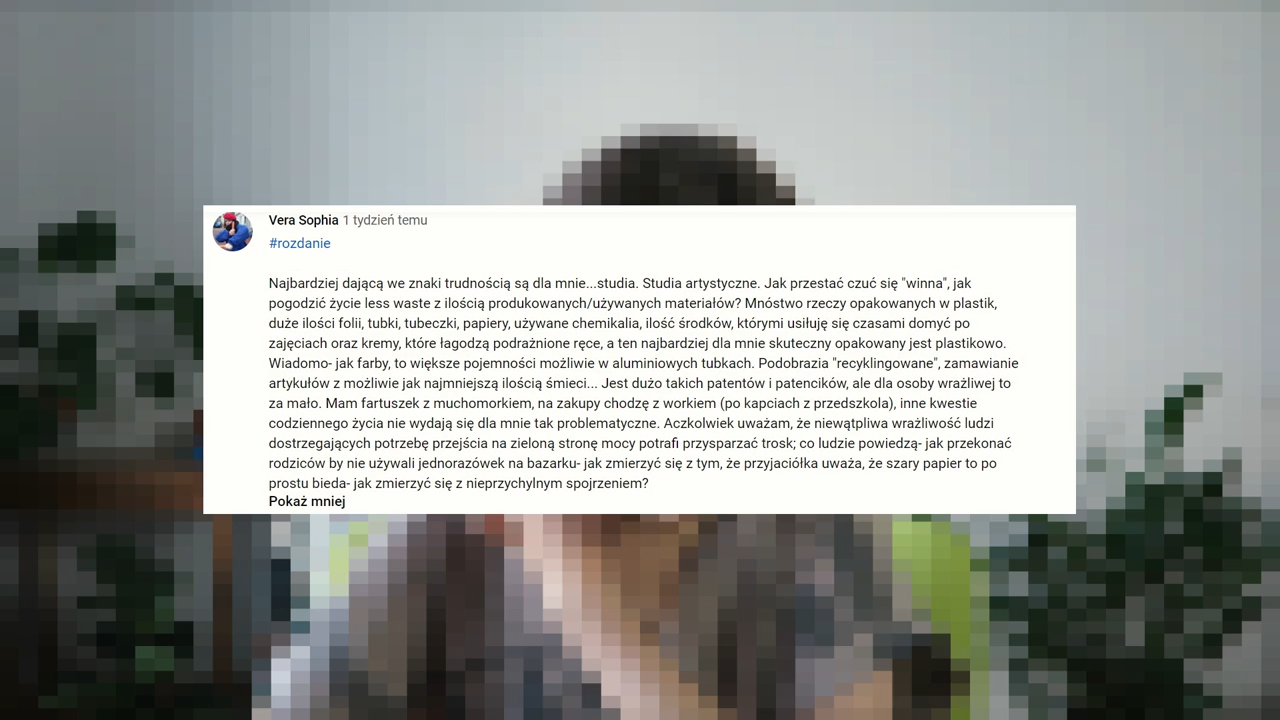 Vera Sophia 1 tydzień temu
#rozdanie
Najbardziej dającą we znaki trudnością są dla mnie...studia. Studia artystyczne. Jak przestać czuć się "winna", jak
pogodzić życie less waste z ilością produkowanych/używanych materiałów? Mnóstwo rzeczy opakowanych w plastik,
duże ilości folii, tubki, tubeczki, papiery, używane chemikalia, ilość środków, którymi usiłuję się czasami domyć po
zajęciach oraz kremy, które łagodzą podrażnione ręce, a ten najbardziej dla mnie skuteczny opakowany jest plastikowo.
Wiadomo- jak farby, to większe pojemności możliwie w aluminiowych tubkach. Podobrazia "recyklingowane", zamawianie
artykułów z możliwie jak najmniejszą ilością śmieci... Jest dużo takich patentów i patencików, ale dla osoby wrażliwej to
za mało. Mam fartuszek z muchomorkiem, na zakupy chodzę z workiem (po kapciach z przedszkola), inne kwestie
codziennego życia nie wydają się dla mnie tak problematyczne. Aczkolwiek uważam, że niewątpliwa wrażliwość ludzi
dostrzegających potrzebę przejścia na zieloną stronę mocy potrafi przysparzać trosk; co ludzie powiedzą- jak przekonać
rodziców by nie używali jednorazówek na bazarku- jak zmierzyć się z tym, że przyjaciółka uważa, że szary papier to po
prostu bieda- jak zmierzyć się z nieprzychylnym spojrzeniem?
Pokaż mniej